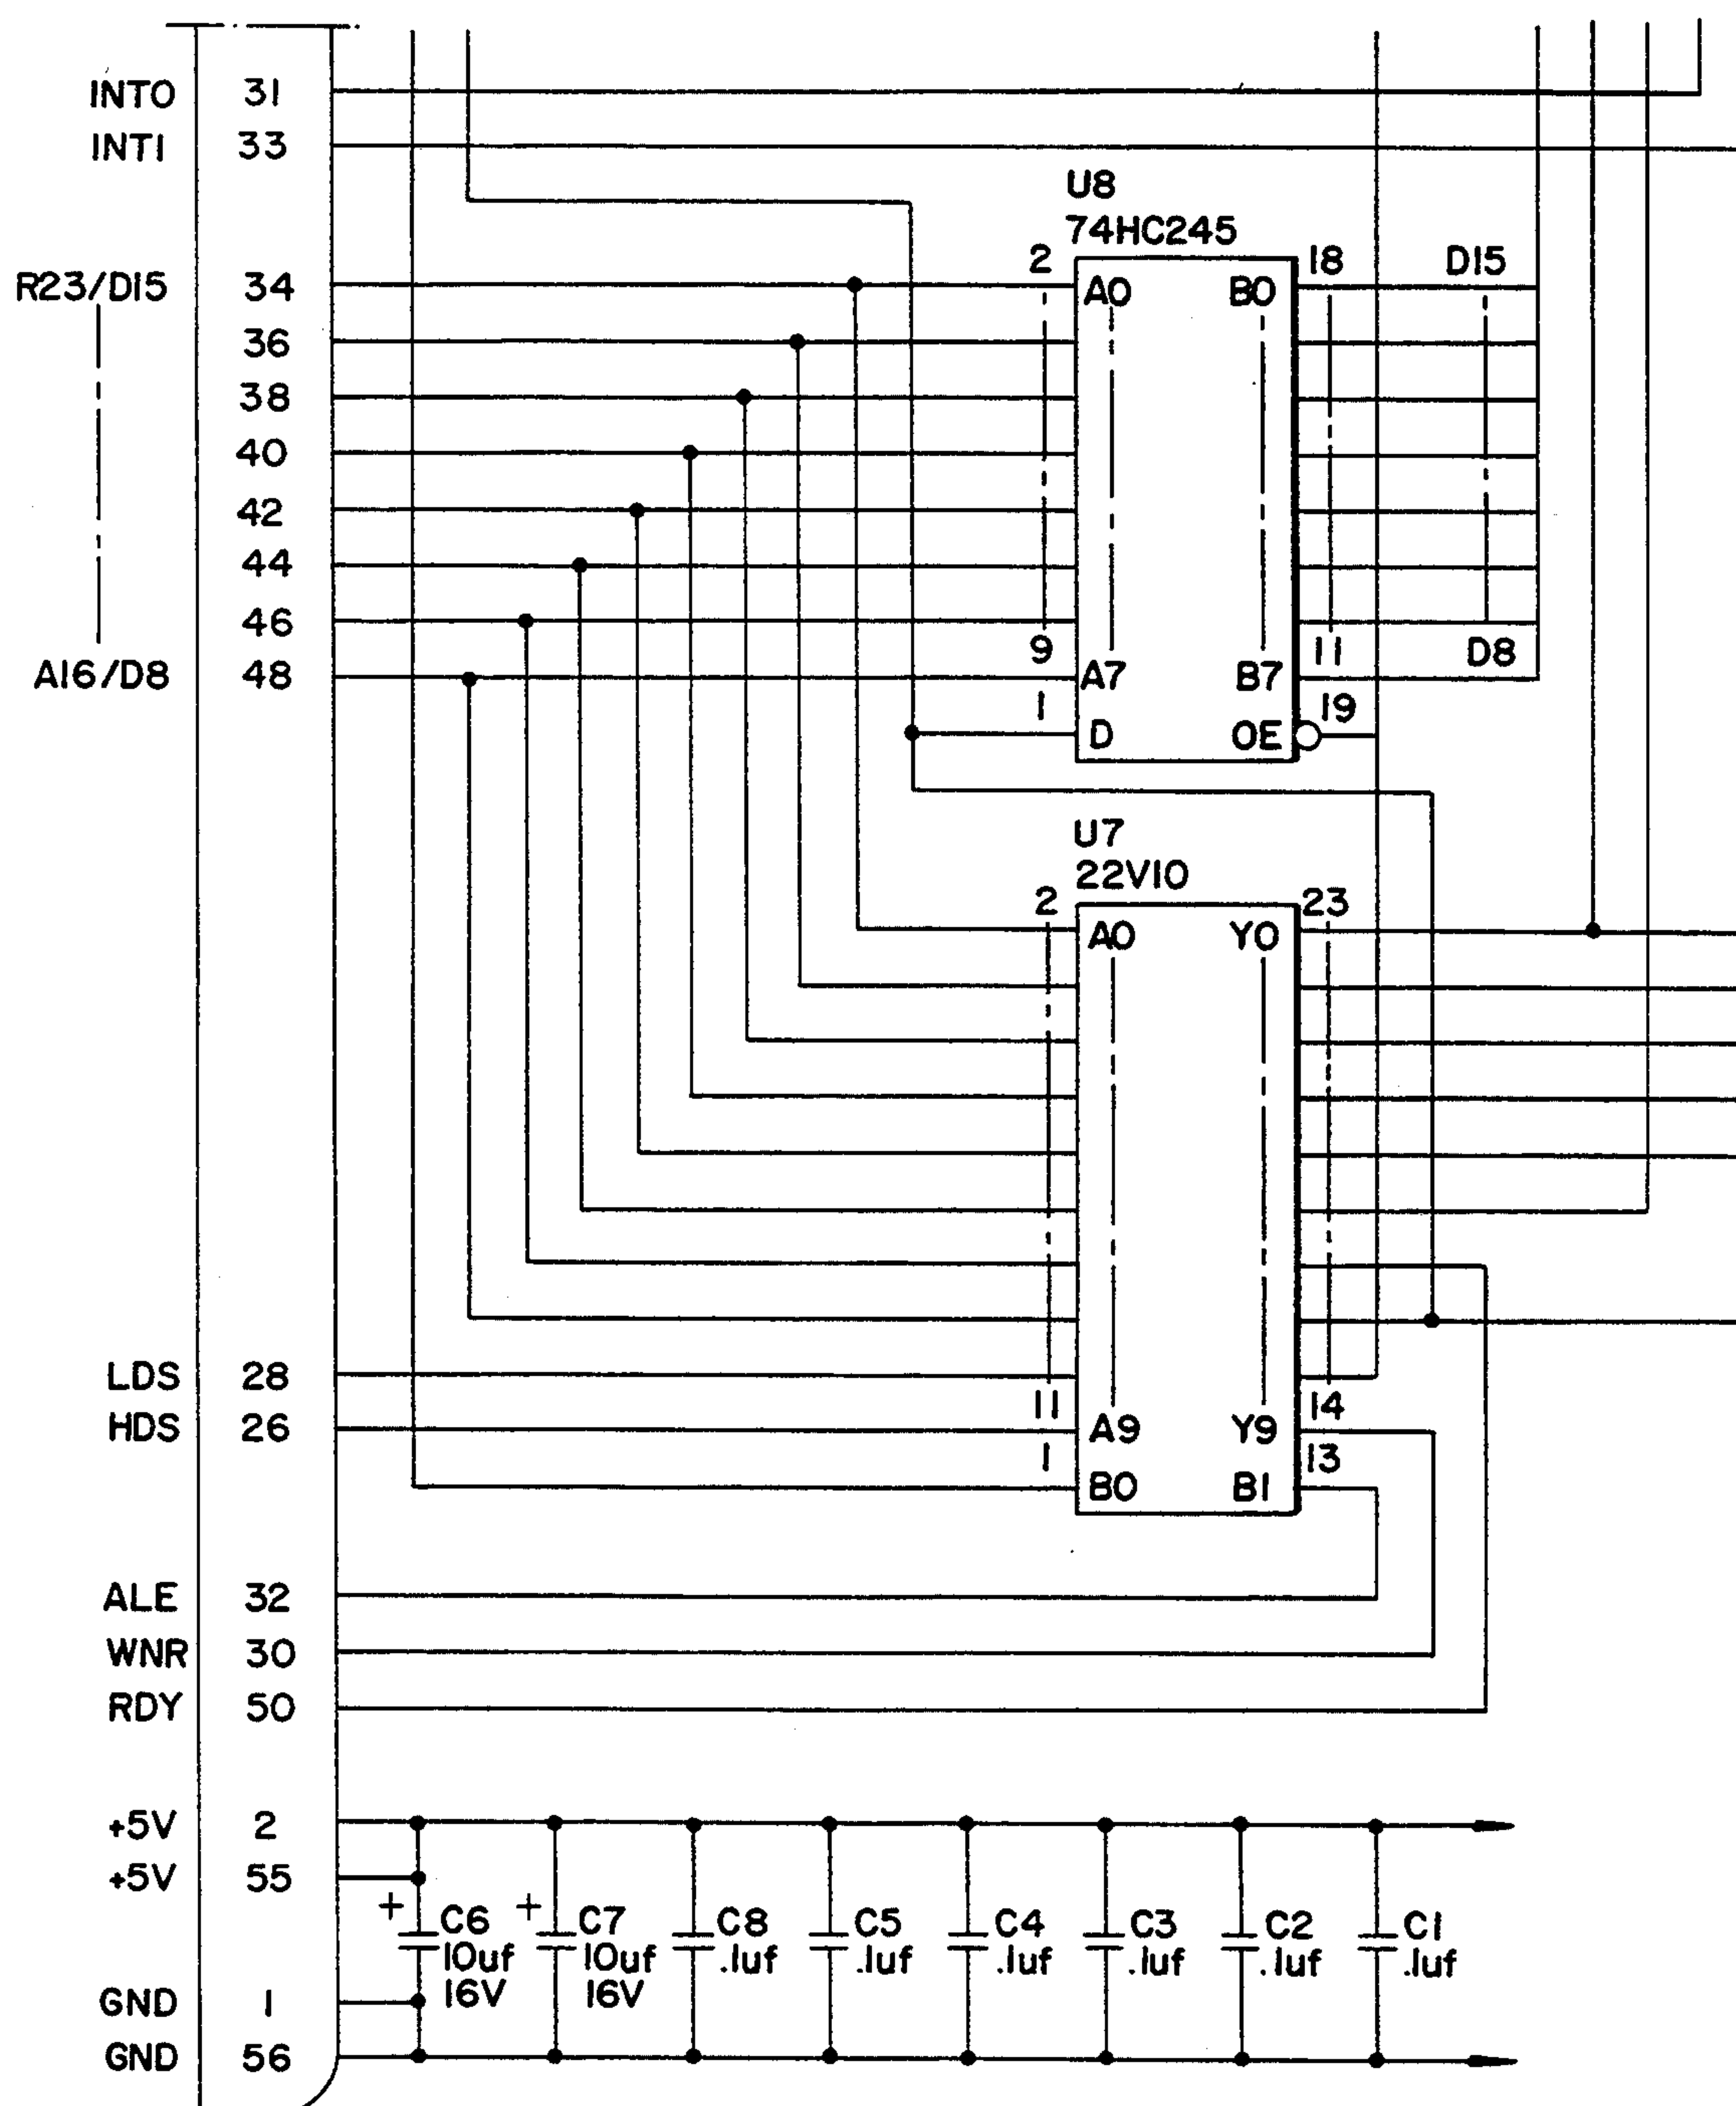 INT0 31
INT1 33
U8
74HC245
R23/D15 34 2 A0 B0 18 D15
36
38
40
42
44
46
9 11 D8
A16/D8 48 A7 B7
1 D OE 19
U7
22V10
2 A0 Y0 23
LDS 28
11 14
HDS 26 A9 Y9
1 13
B0 B1
ALE 32
WNR 30
RDY 50
+5V 2
+5V 55
+ C6 + C7 C8 C5 C4 C3 C2 C1
10uf 10uf .1uf .1uf .1uf .1uf .1uf .1uf
16V 16V
GND 1
GND 56